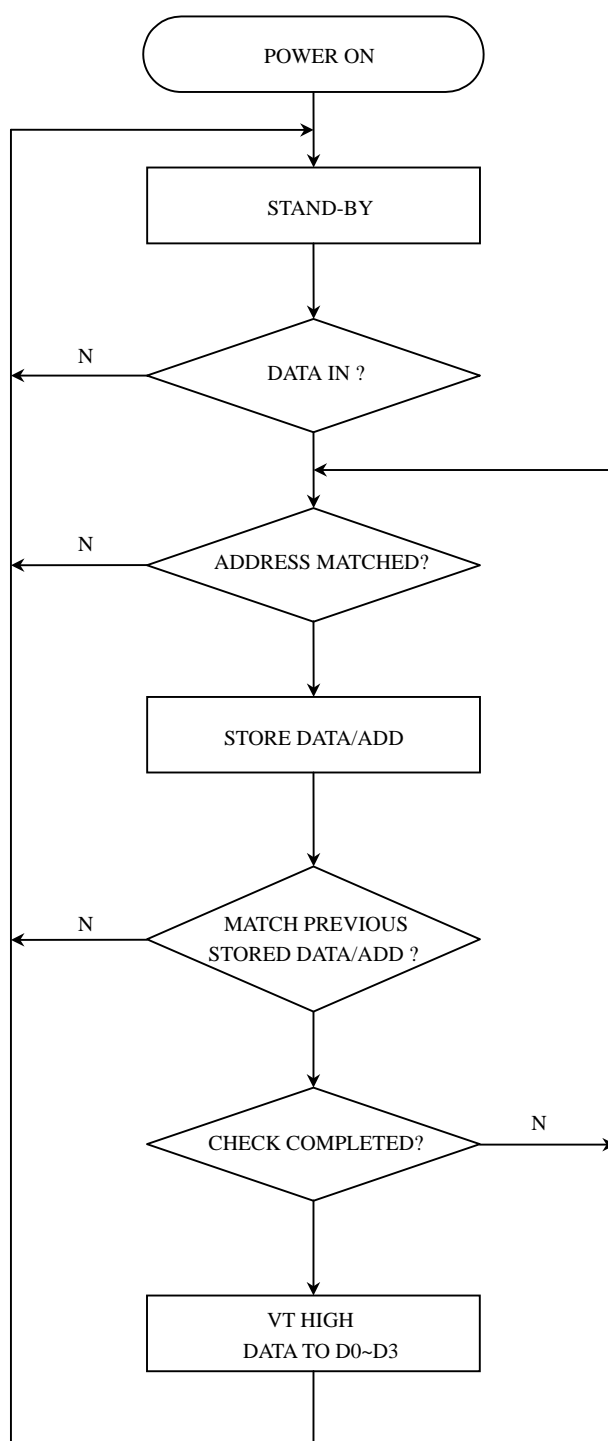 POWER ON
STAND-BY
DATA IN ?
N
ADDRESS MATCHED?
N
STORE DATA/ADD
MATCH PREVIOUS
STORED DATA/ADD ?
N
CHECK COMPLETED?
N
VT HIGH
DATA TO D0~D3